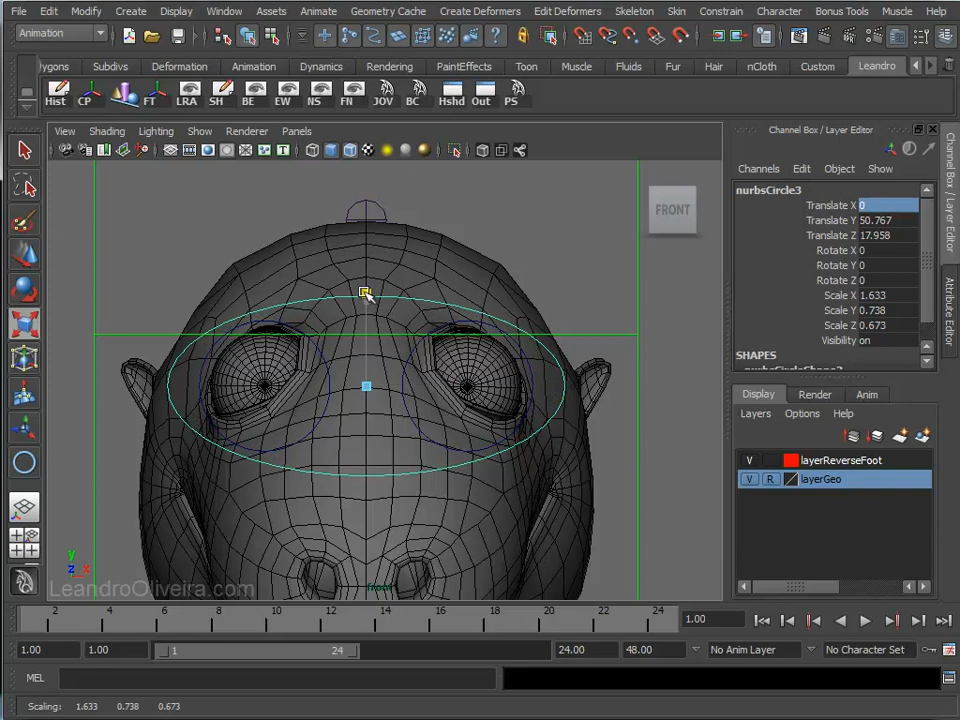 File Edit Modify Create Display Window Assets Animate Geometry Cache Create Deformers Edit Deformers Skeleton Skin Constrain Character Bonus Tools Muscle Help
Animation
olygons Subdivs Deformation Animation Dynamics Rendering PaintEffects Toon Muscle Fluids Fur Hair nCloth Custom Leandro
Hist CP FT LRA SH BE EW NS FN JOV BC Hshd Out PS
View Shading Lighting Show Renderer Panels
Channel Box / Layer Editor
Channels Edit Object Show
nurbsCircle3
Translate X 0
Translate Y 50.767
Translate Z 17.958
Rotate X 0
Rotate Y 0
Rotate Z 0
Scale X 1.633
Scale Y 0.738
Scale Z 0.673
Visibility on
SHAPES
nurbsCircleShape3
Channel Box / Layer Editor
Attribute Editor
FRONT
Display Render Anim
Layers Options Help
V layerReverseFoot
V R layerGeo
y
z x
front
LeandroOliveira.com
2 4 6 8 10 12 14 16 18 20 22 24
1.00
1.00 1.00 1 24 24.00 48.00 No Anim Layer No Character Set
MEL
Scaling: 1.633 0.738 0.673